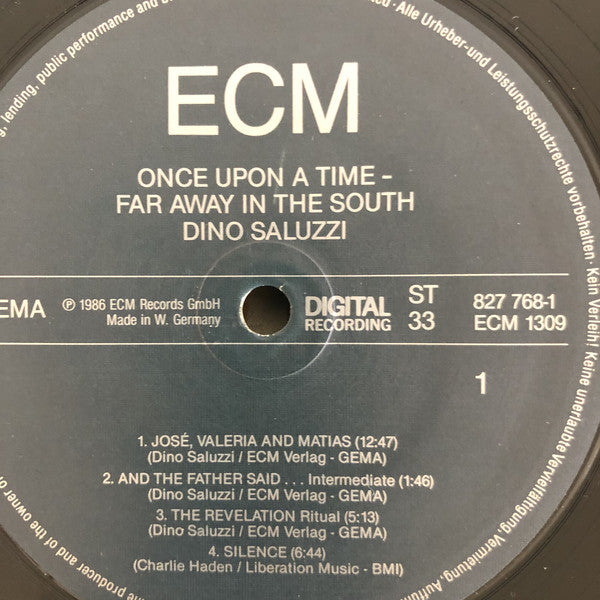 lending, public performance and
Alle Urheber-und Leistungsschutzrechte vorbehalten · Kein Verleih! Keine unerlaubte Vervielfältigung, Vermietung,
ECM
ONCE UPON A TIME -
FAR AWAY IN THE SOUTH
DINO SALUZZI
GEMA
℗ 1986 ECM Records GmbH
Made in W. Germany
DIGITAL
RECORDING
ST
33
827 768-1
ECM 1309
1
1. JOSÉ, VALERIA AND MATIAS (12:47)
(Dino Saluzzi / ECM Verlag - GEMA)
2. AND THE FATHER SAID . . . Intermediate (1:46)
(Dino Saluzzi / ECM Verlag - GEMA)
3. THE REVELATION Ritual (5:13)
(Dino Saluzzi / ECM Verlag - GEMA)
4. SILENCE (6:44)
(Charlie Haden / Liberation Music - BMI)
producer and of the owner of